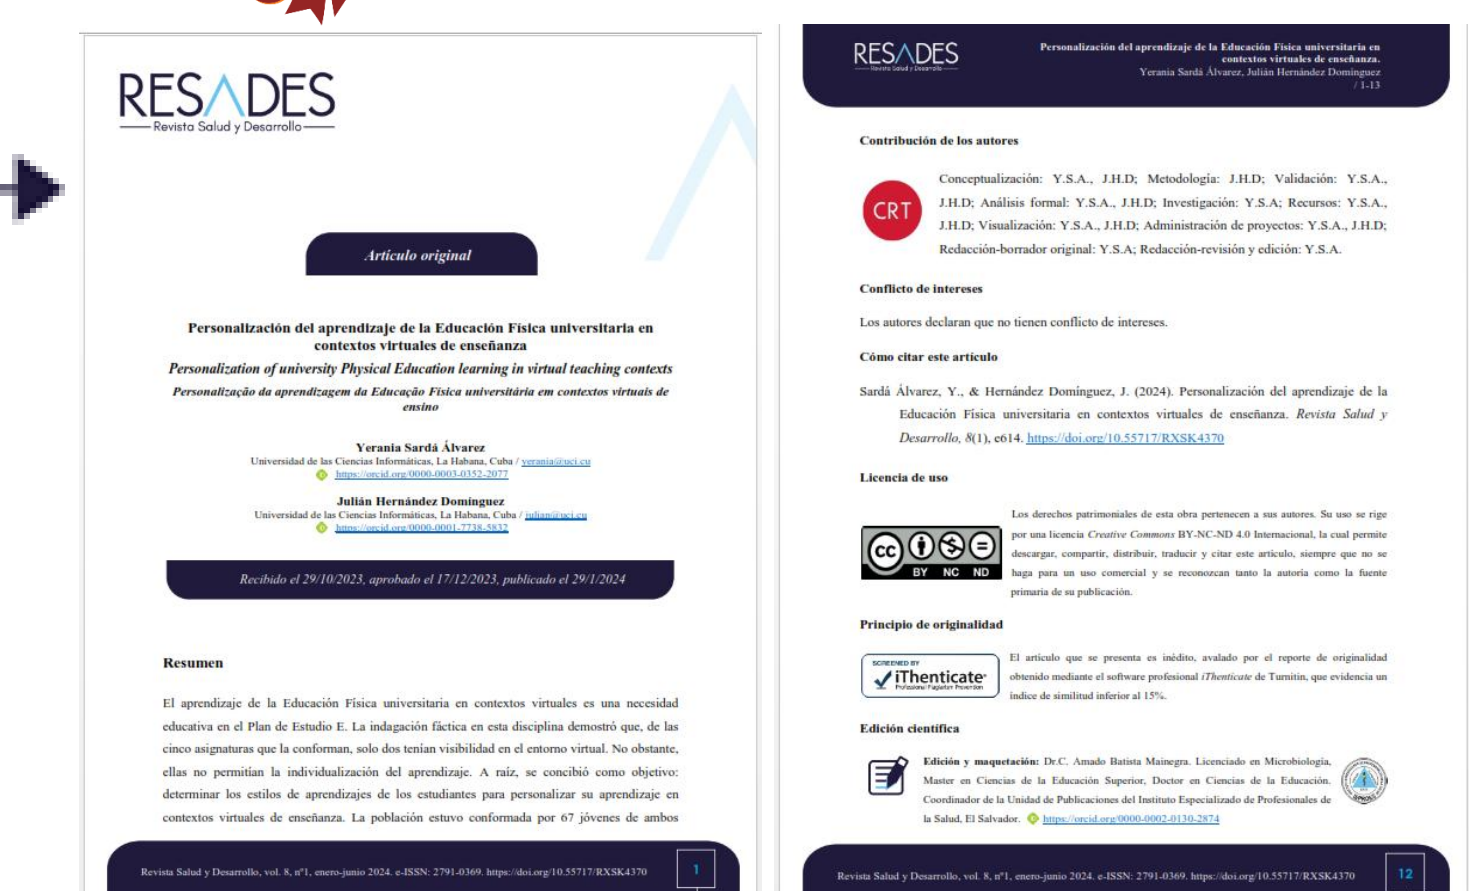 RESADES
Revista Salud y Desarrollo
Artículo original
Personalización del aprendizaje de la Educación Física universitaria en
contextos virtuales de enseñanza
Personalization of university Physical Education learning in virtual teaching contexts
Personalização da aprendizagem da Educação Física universitária em contextos virtuais de
ensino
Yerania Sardá Álvarez
Universidad de las Ciencias Informáticas, La Habana, Cuba / yerania@uci.cu
https://orcid.org/0000-0003-0352-2077
Julián Hernández Domínguez
Universidad de las Ciencias Informáticas, La Habana, Cuba / julian@uci.cu
https://orcid.org/0000-0001-7738-5832
Recibido el 29/10/2023, aprobado el 17/12/2023, publicado el 29/1/2024
Resumen
El aprendizaje de la Educación Física universitaria en contextos virtuales es una necesidad
educativa en el Plan de Estudio E. La indagación fáctica en esta disciplina demostró que, de las
cinco asignaturas que la conforman, solo dos tenían visibilidad en el entorno virtual. No obstante,
ellas no permitían la individualización del aprendizaje. A raíz, se concibió como objetivo:
determinar los estilos de aprendizajes de los estudiantes para personalizar su aprendizaje en
contextos virtuales de enseñanza. La población estuvo conformada por 67 jóvenes de ambos
Revista Salud y Desarrollo, vol. 8, n°1, enero-junio 2024. e-ISSN: 2791-0369. https://doi.org/10.55717/RXSK4370
1
RESADES
Revista Salud y Desarrollo
Personalización del aprendizaje de la Educación Física universitaria en
contextos virtuales de enseñanza.
Yerania Sardá Álvarez, Julián Hernández Domínguez
/ 1-13
Contribución de los autores
CRT
Conceptualización: Y.S.A., J.H.D; Metodología: J.H.D; Validación: Y.S.A.,
J.H.D; Análisis formal: Y.S.A., J.H.D; Investigación: Y.S.A; Recursos: Y.S.A.,
J.H.D; Visualización: Y.S.A., J.H.D; Administración de proyectos: Y.S.A., J.H.D;
Redacción-borrador original: Y.S.A; Redacción-revisión y edición: Y.S.A.
Conflicto de intereses
Los autores declaran que no tienen conflicto de intereses.
Cómo citar este artículo
Sardá Álvarez, Y., & Hernández Domínguez, J. (2024). Personalización del aprendizaje de la
Educación Física universitaria en contextos virtuales de enseñanza. Revista Salud y
Desarrollo, 8(1), e614. https://doi.org/10.55717/RXSK4370
Licencia de uso
cc BY NC ND
Los derechos patrimoniales de esta obra pertenecen a sus autores. Su uso se rige
por una licencia Creative Commons BY-NC-ND 4.0 Internacional, la cual permite
descargar, compartir, distribuir, traducir y citar este artículo, siempre que no se
haga para un uso comercial y se reconozcan tanto la autoría como la fuente
primaria de su publicación.
Principio de originalidad
SCREENED BY
iThenticate
Professional Plagiarism Prevention
El artículo que se presenta es inédito, avalado por el reporte de originalidad
obtenido mediante el software profesional iThenticate de Turnitin, que evidencia un
índice de similitud inferior al 15%.
Edición científica
Edición y maquetación: Dr.C. Amado Batista Mainegra. Licenciado en Microbiología,
Master en Ciencias de la Educación Superior, Doctor en Ciencias de la Educación.
Coordinador de la Unidad de Publicaciones del Instituto Especializado de Profesionales de
la Salud, El Salvador. https://orcid.org/0000-0002-0130-2874
Revista Salud y Desarrollo, vol. 8, n°1, enero-junio 2024. e-ISSN: 2791-0369. https://doi.org/10.55717/RXSK4370
12